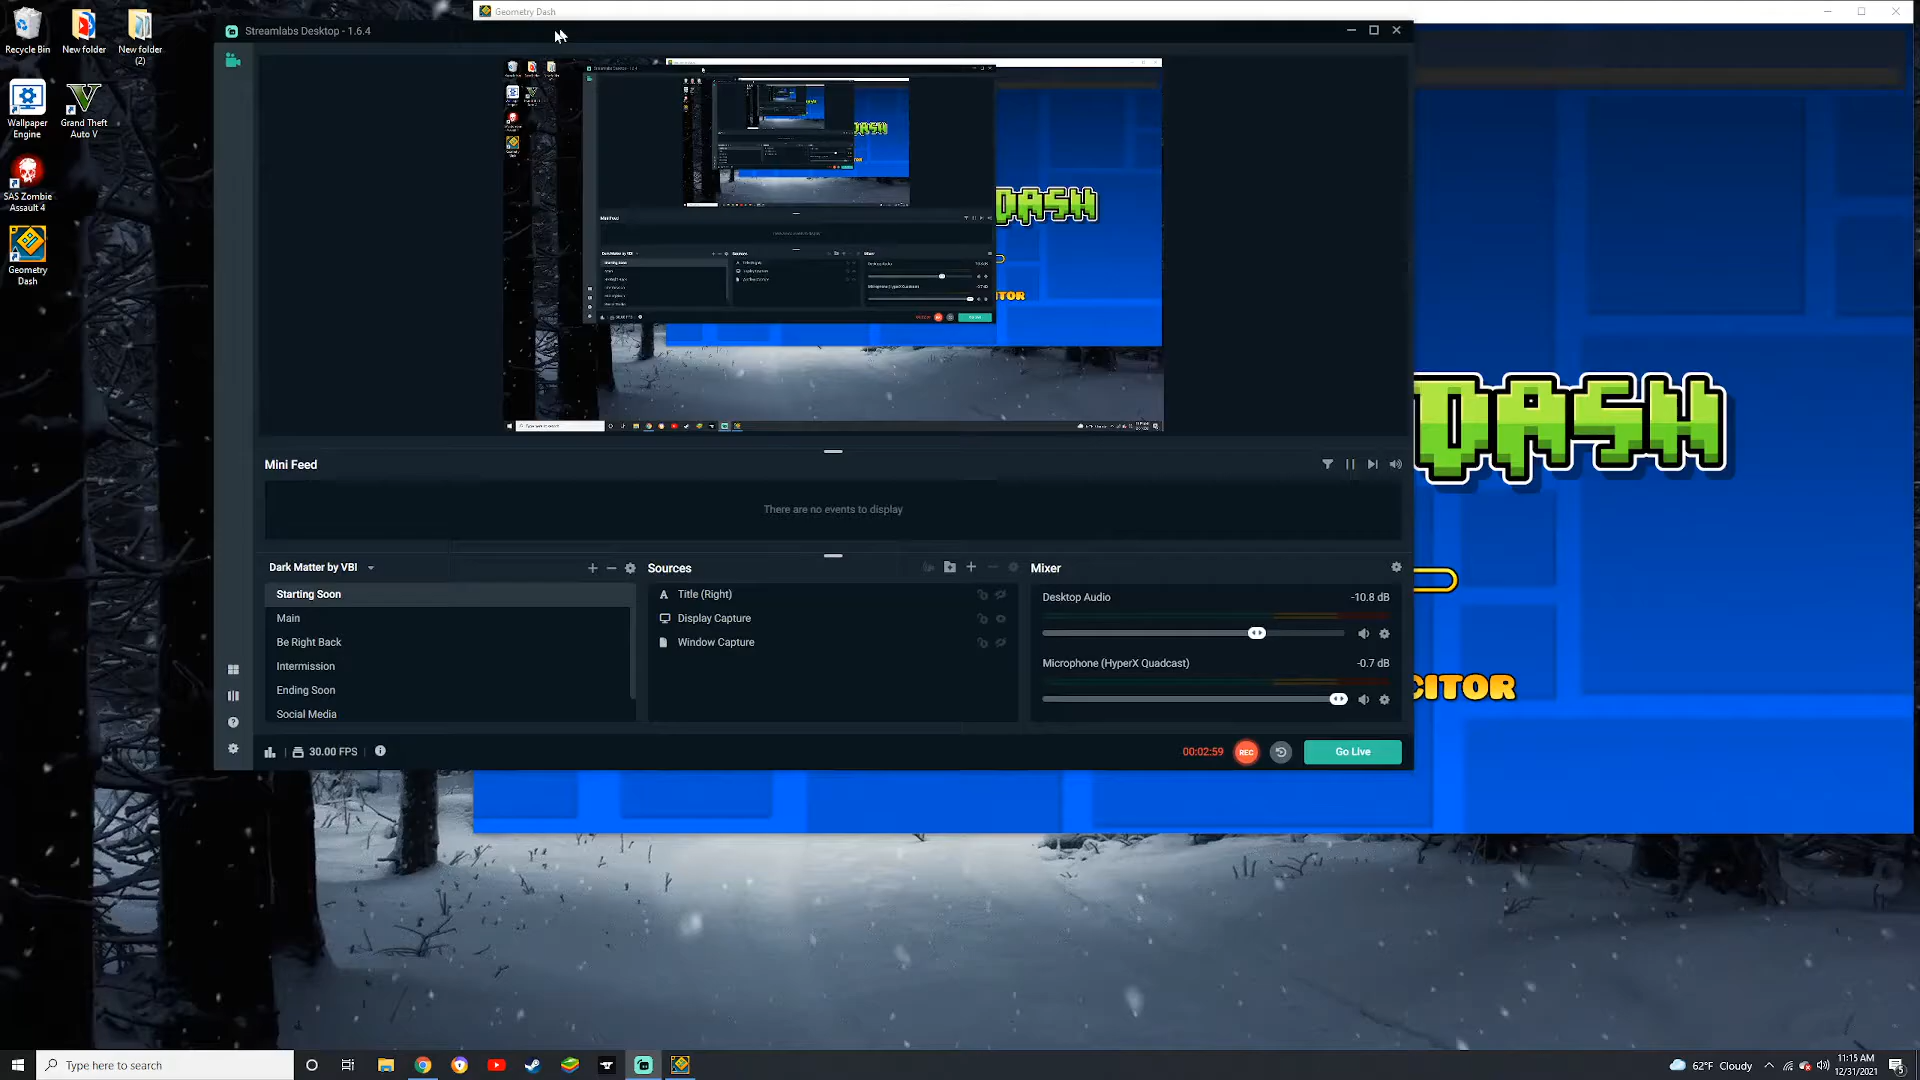 Geometry Dash
Streamlabs Desktop - 1.6.4
Recycle Bin
New folder
New folder
(2)
Wallpaper
Engine
Grand Theft
Auto V
SAS Zombie
Assault 4
Geometry
Dash
DASH
DASH
Mini Feed
There are no events to display
Dark Matter by VBI
Starting Soon
Main
Be Right Back
Intermission
Ending Soon
Social Media
Sources
Title (Right)
Display Capture
Window Capture
Mixer
Desktop Audio
-10.8 dB
Microphone (HyperX Quadcast)
-0.7 dB
30.00 FPS
00:02:59
REC
Go Live
Type here to search
62°F Cloudy
11:15 AM
12/31/2021
5